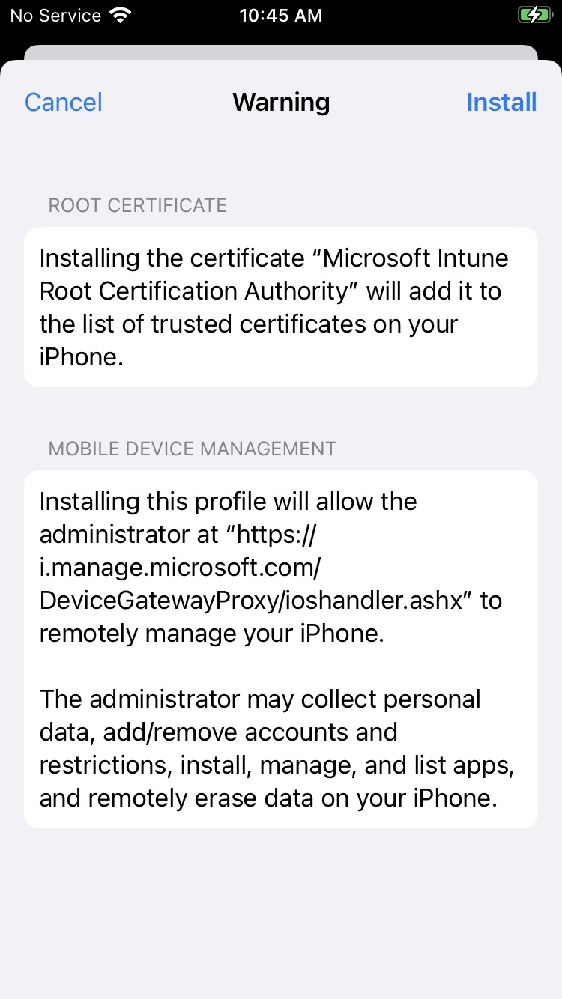 No Service 10:45 AM
Cancel Warning Install
ROOT CERTIFICATE
Installing the certificate “Microsoft Intune
Root Certification Authority” will add it to
the list of trusted certificates on your
iPhone.
MOBILE DEVICE MANAGEMENT
Installing this profile will allow the
administrator at “https://
i.manage.microsoft.com/
DeviceGatewayProxy/ioshandler.ashx” to
remotely manage your iPhone.
The administrator may collect personal
data, add/remove accounts and
restrictions, install, manage, and list apps,
and remotely erase data on your iPhone.